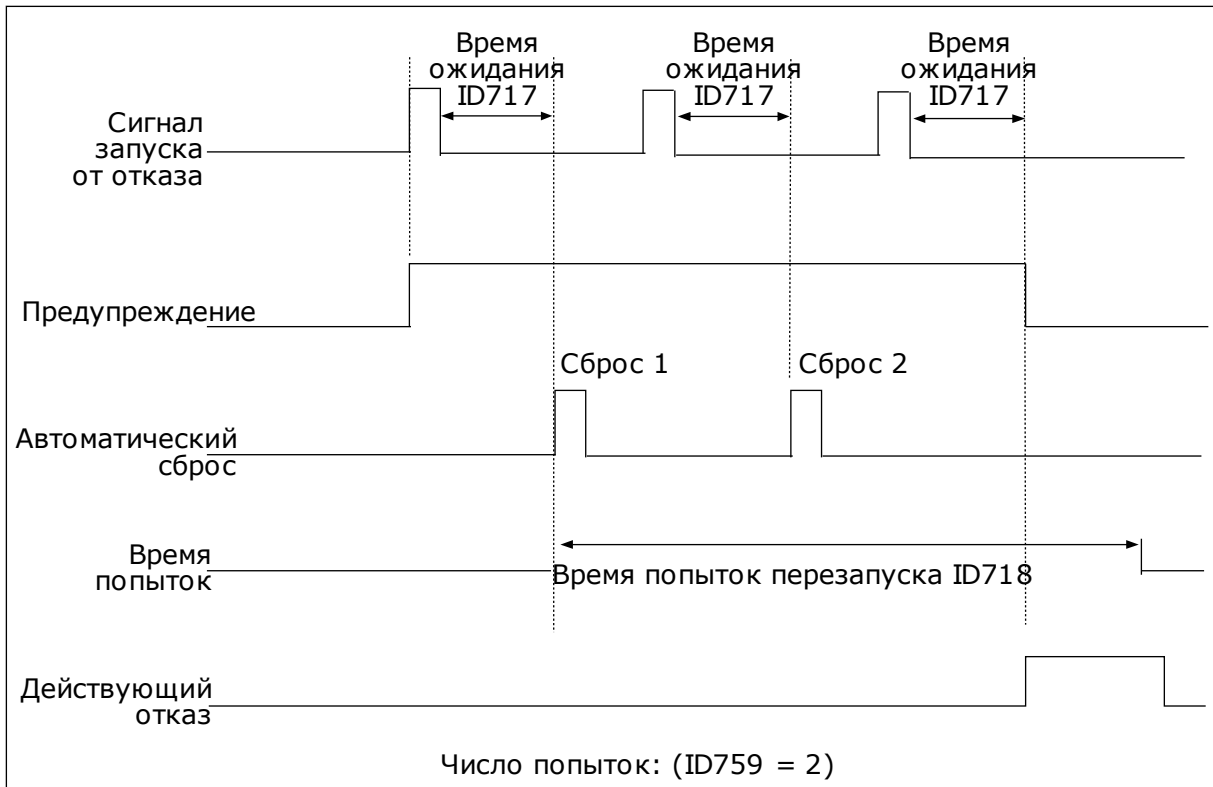 Время
ожидания
ID717
Время
ожидания
ID717
Время
ожидания
ID717
Сигнал
запуска
от отказа
Предупреждение
Сброс 1
Сброс 2
Автоматический
сброс
Время
попыток
Время попыток перезапуска ID718
Действующий
отказ
Число попыток: (ID759 = 2)